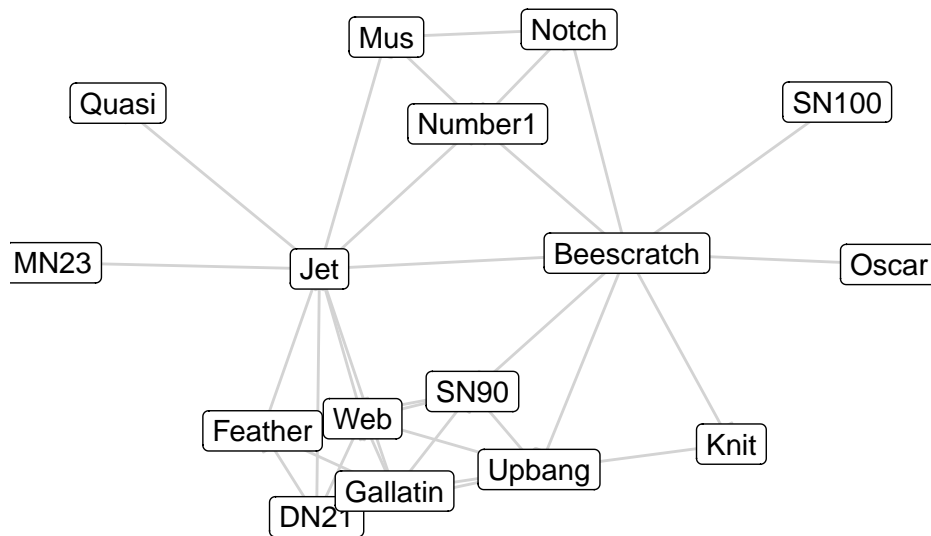 Mus
Notch
Quasi
SN100
Number1
MN23
Jet
Beescratch
Oscar
SN90
Web
Feather
Knit
Upbang
Gallatin
DN21